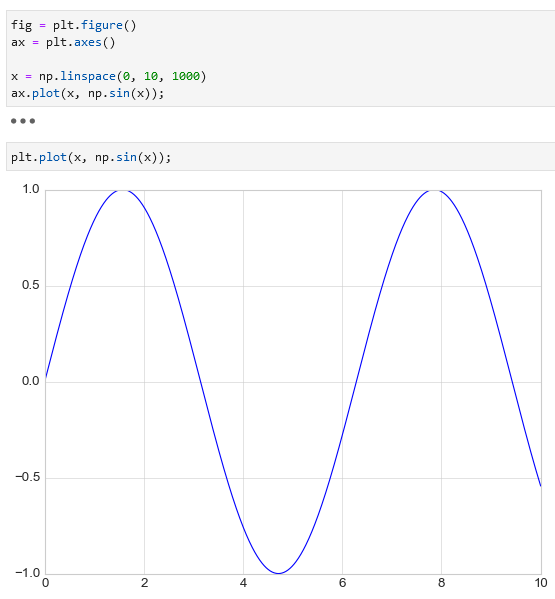 fig = plt.figure()
ax = plt.axes()
x = np.linspace(0, 10, 1000)
ax.plot(x, np.sin(x));
plt.plot(x, np.sin(x));
1.0
0.5
0.0
−0.5
−1.0
0 2 4 6 8 10